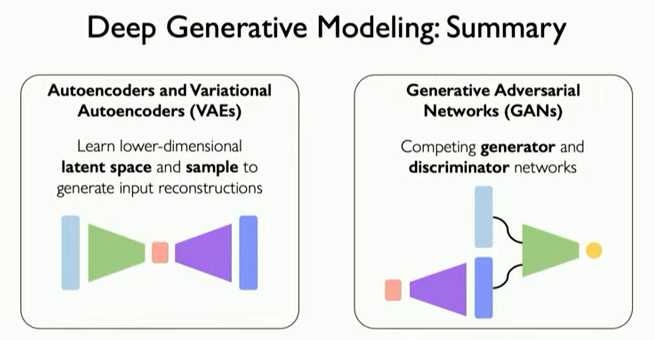 Deep Generative Modeling: Summary
Autoencoders and Variational
Autoencoders (VAEs)
Learn lower-dimensional
latent space and sample to
generate input reconstructions
Generative Adversarial
Networks (GANs)
Competing generator and
discriminator networks